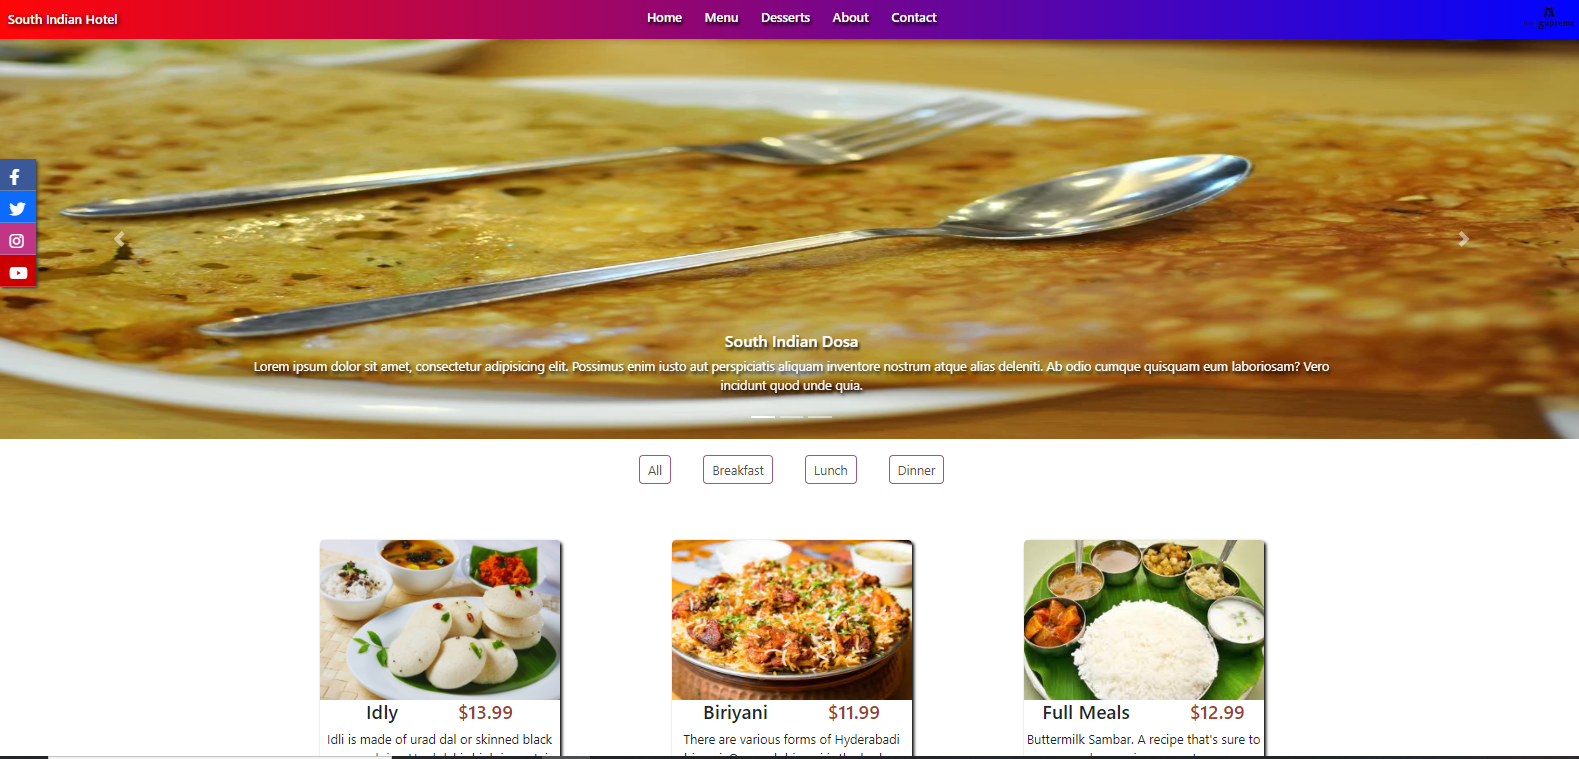 South Indian Hotel
Home Menu Desserts About Contact
South Indian Dosa
Lorem ipsum dolor sit amet, consectetur adipisicing elit. Possimus enim iusto aut perspiciatis aliquam inventore nostrum atque alias deleniti. Ab odio cumque quisquam eum laboriosam? Vero
incidunt quod unde quia.
All Breakfast Lunch Dinner
Idly $13.99
Idli is made of urad dal or skinned black
Biriyani $11.99
There are various forms of Hyderabadi
Full Meals $12.99
Buttermilk Sambar. A recipe that's sure to